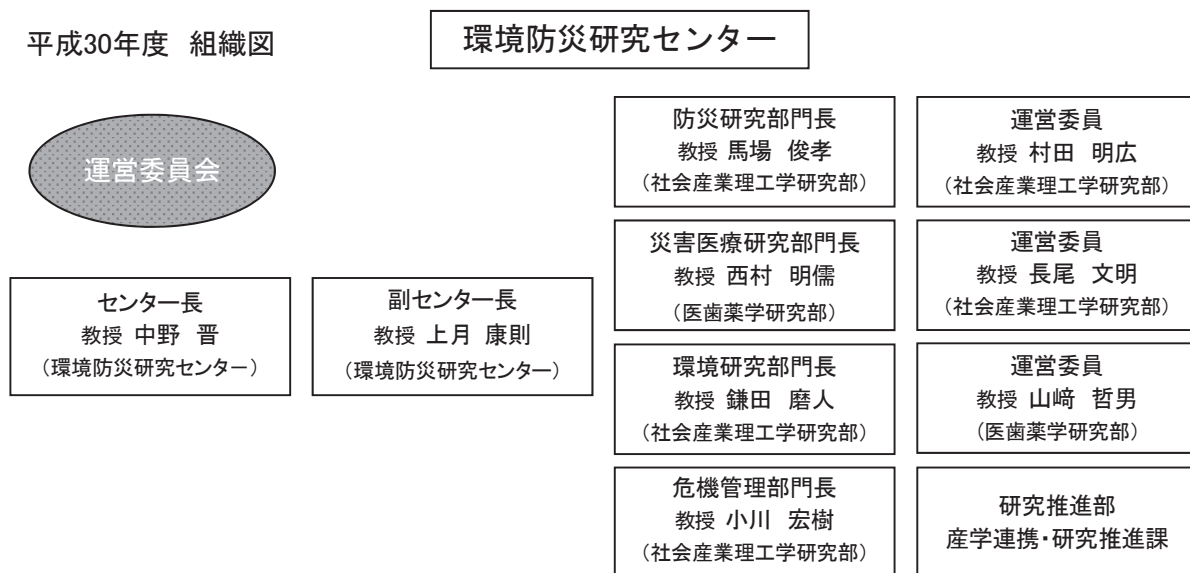 平成30年度 組織図
環境防災研究センター
運営委員会
センター長
教授 中野 晋
(環境防災研究センター)
副センター長
教授 上月 康則
(環境防災研究センター)
防災研究部門長
教授 馬場 俊孝
(社会産業理工学研究部)
災害医療研究部門長
教授 西村 明儒
(医歯薬学研究部)
環境研究部門長
教授 鎌田 磨人
(社会産業理工学研究部)
危機管理部門長
教授 小川 宏樹
(社会産業理工学研究部)
運営委員
教授 村田 明広
(社会産業理工学研究部)
運営委員
教授 長尾 文明
(社会産業理工学研究部)
運営委員
教授 山﨑 哲男
(医歯薬学研究部)
研究推進部
産学連携・研究推進課